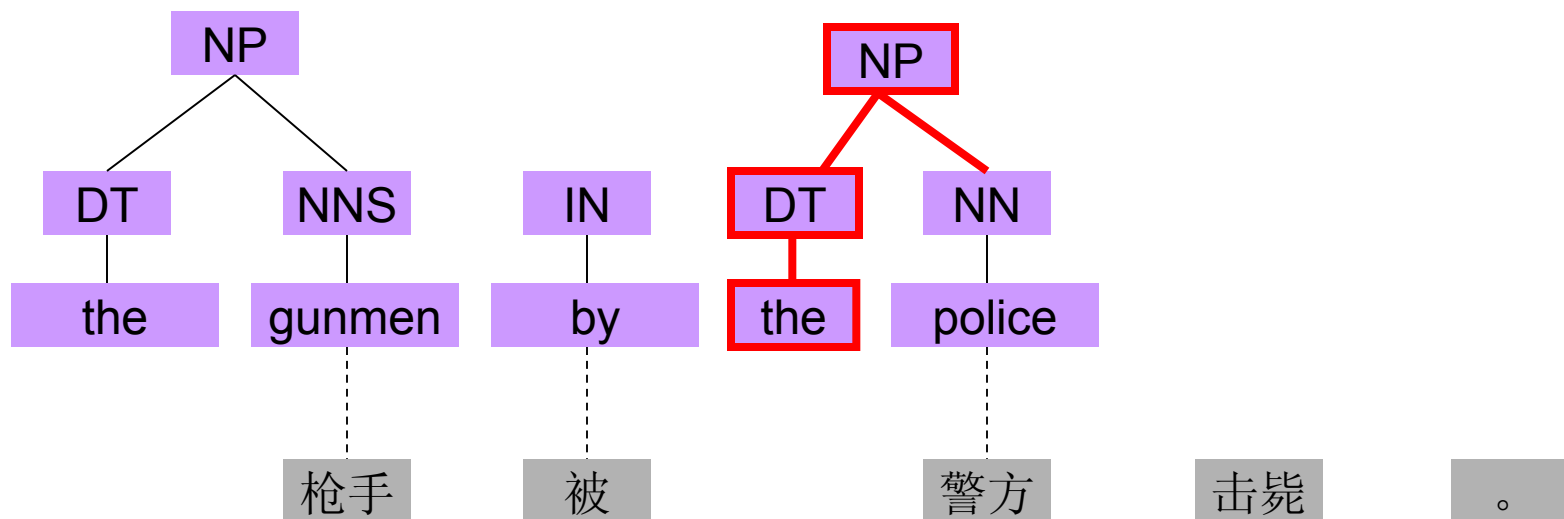 NP NP
DT NNS IN DT NN
the gunmen by the police
枪手 被 警方 击毙 。